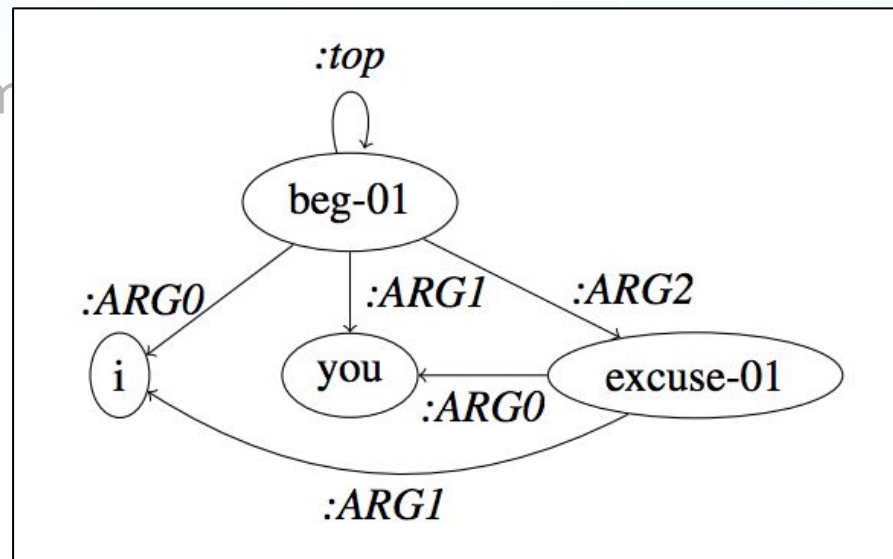 :top
beg-01
:ARG0
:ARG1
:ARG2
i
you
excuse-01
:ARG0
:ARG1